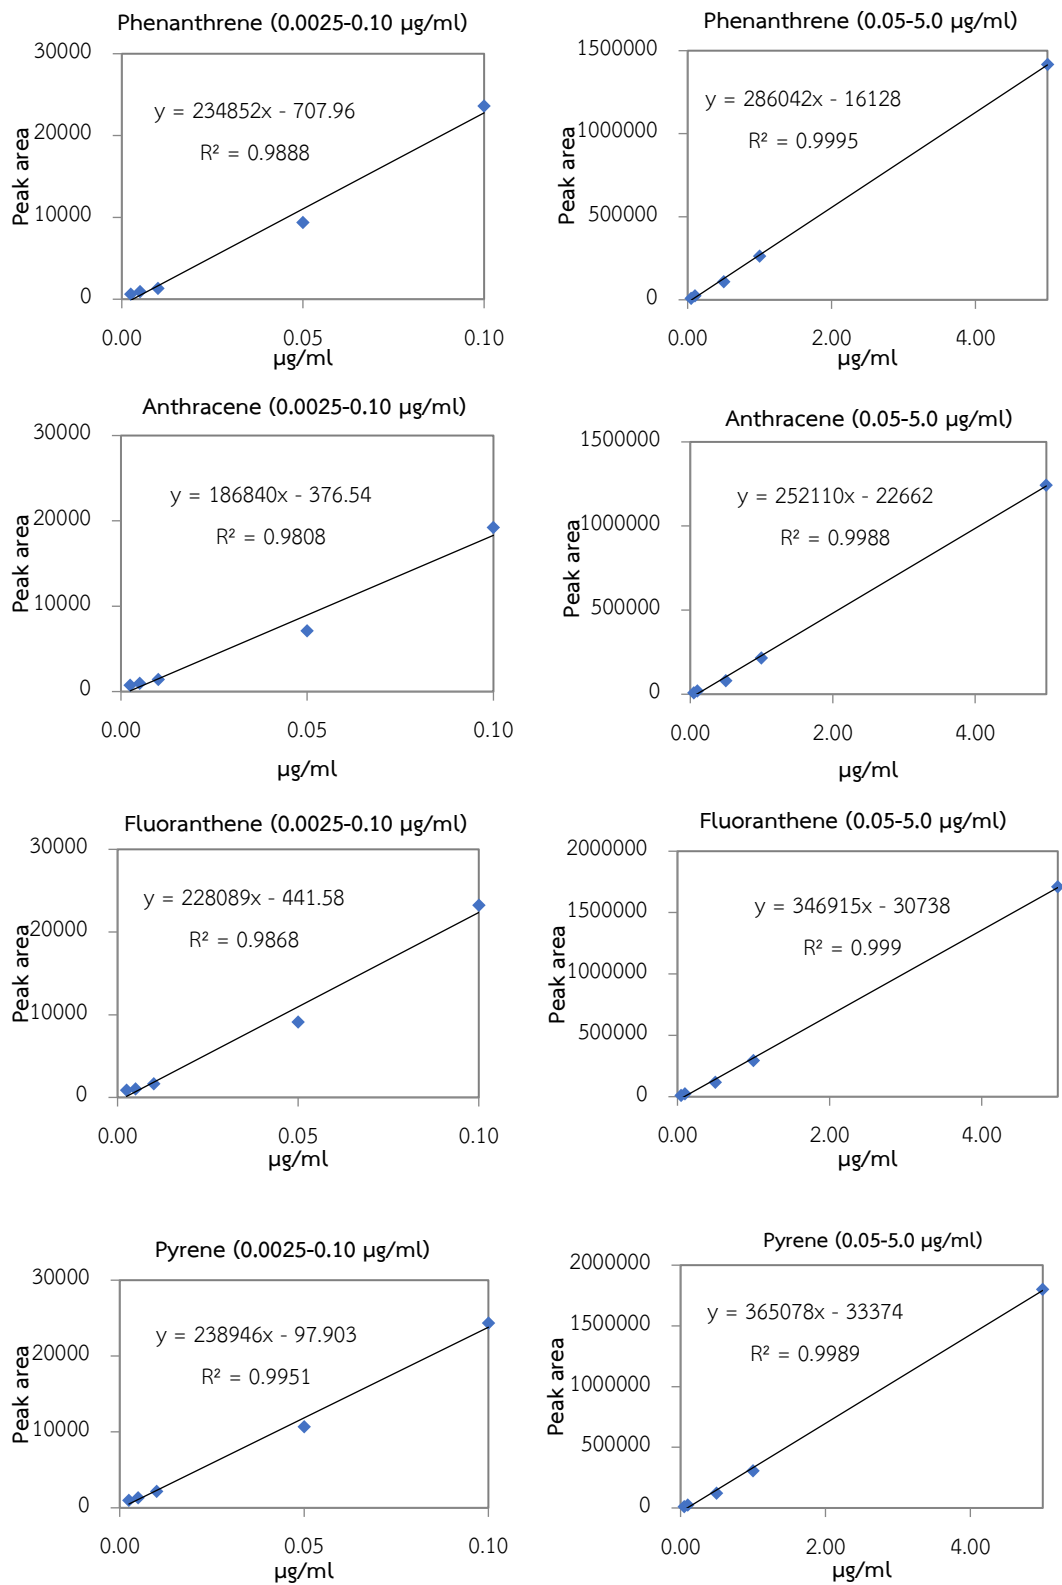 Phenanthrene (0.0025-0.10 µg/ml)
30000
20000
10000
0
Peak area
y = 234852x - 707.96
R² = 0.9888
0.00 0.05 0.10
µg/ml
Phenanthrene (0.05-5.0 µg/ml)
1500000
1000000
500000
0
Peak area
y = 286042x - 16128
R² = 0.9995
0.00 2.00 4.00
µg/ml
Anthracene (0.0025-0.10 µg/ml)
30000
20000
10000
0
Peak area
y = 186840x - 376.54
R² = 0.9808
0.00 0.05 0.10
µg/ml
Anthracene (0.05-5.0 µg/ml)
1500000
1000000
500000
0
Peak area
y = 252110x - 22662
R² = 0.9988
0.00 2.00 4.00
µg/ml
Fluoranthene (0.0025-0.10 µg/ml)
30000
20000
10000
0
Peak area
y = 228089x - 441.58
R² = 0.9868
0.00 0.05 0.10
µg/ml
Fluoranthene (0.05-5.0 µg/ml)
2000000
1500000
1000000
500000
0
Peak area
y = 346915x - 30738
R² = 0.999
0.00 2.00 4.00
µg/ml
Pyrene (0.0025-0.10 µg/ml)
30000
20000
10000
0
Peak area
y = 238946x - 97.903
R² = 0.9951
0.00 0.05 0.10
µg/ml
Pyrene (0.05-5.0 µg/ml)
2000000
1500000
1000000
500000
0
Peak area
y = 365078x - 33374
R² = 0.9989
0.00 2.00 4.00
µg/ml